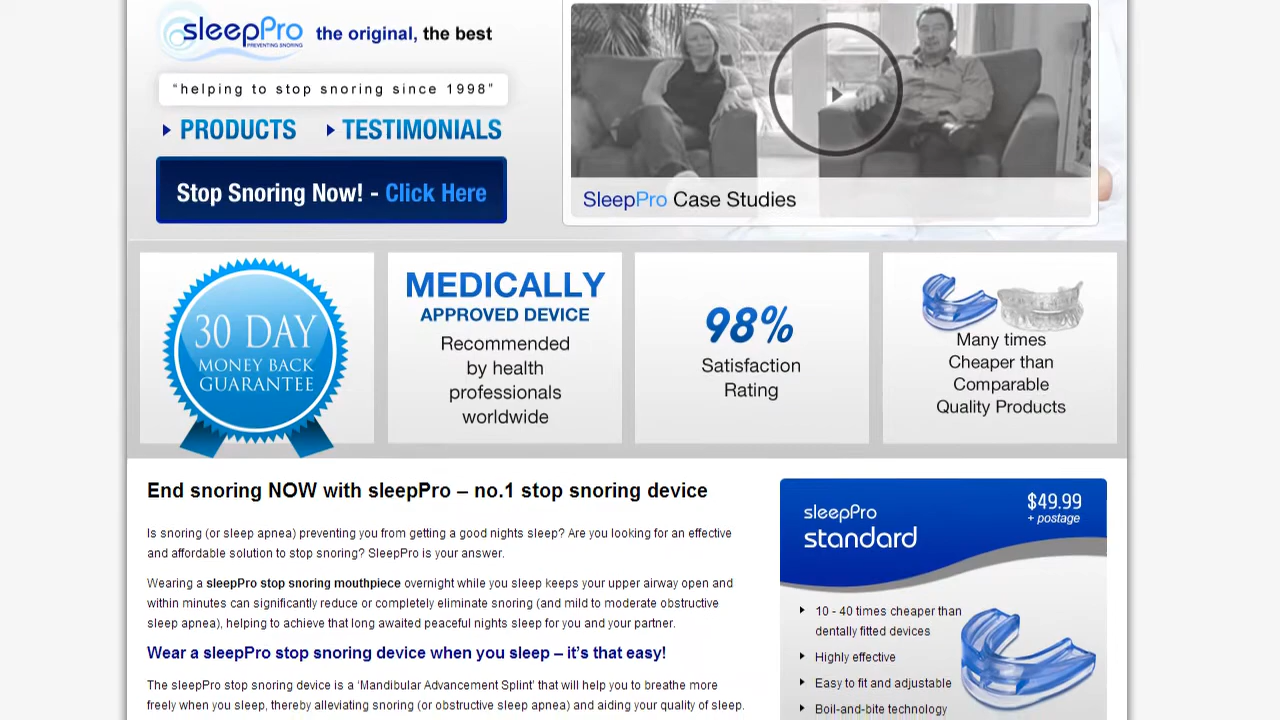 sleepPro
PREVENTING SNORING
the original, the best
“helping to stop snoring since 1998”
PRODUCTS
TESTIMONIALS
Stop Snoring Now! - Click Here
SleepPro Case Studies
30 DAY
MONEY BACK
GUARANTEE
MEDICALLY
APPROVED DEVICE
Recommended
by health
professionals
worldwide
98%
Satisfaction
Rating
Many times
Cheaper than
Comparable
Quality Products
End snoring NOW with sleepPro – no.1 stop snoring device
Is snoring (or sleep apnea) preventing you from getting a good nights sleep? Are you looking for an effective
and affordable solution to stop snoring? SleepPro is your answer.
Wearing a sleepPro stop snoring mouthpiece overnight while you sleep keeps your upper airway open and
within minutes can significantly reduce or completely eliminate snoring (and mild to moderate obstructive
sleep apnea), helping to achieve that long awaited peaceful nights sleep for you and your partner.
Wear a sleepPro stop snoring device when you sleep – it’s that easy!
The sleepPro stop snoring device is a ‘Mandibular Advancement Splint’ that will help you to breathe more
freely when you sleep, thereby alleviating snoring (or obstructive sleep apnea) and aiding your quality of sleep.
sleepPro
standard
$49.99
+ postage
10 - 40 times cheaper than
dentally fitted devices
Highly effective
Easy to fit and adjustable
Boil-and-bite technology